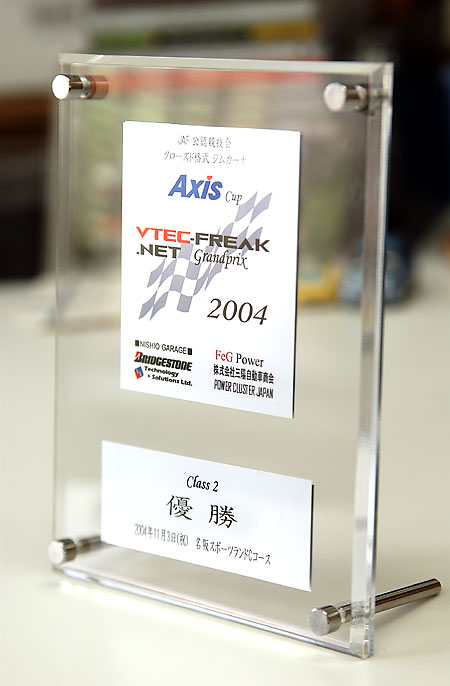 JAF 公認競技会
クローズド格式 ジムカーナ
Axis Cup
VTEC-FREAK
.NET Grandprix
2004
■NISHIO GARAGE■
BRIDGESTONE
Technology
+ Solutions Ltd.
FeG Power
株式会社三陽自動車商会
POWER CLUSTER JAPAN
Class 2
優 勝
2004年11月3日(祝) 名阪スポーツランドCコース